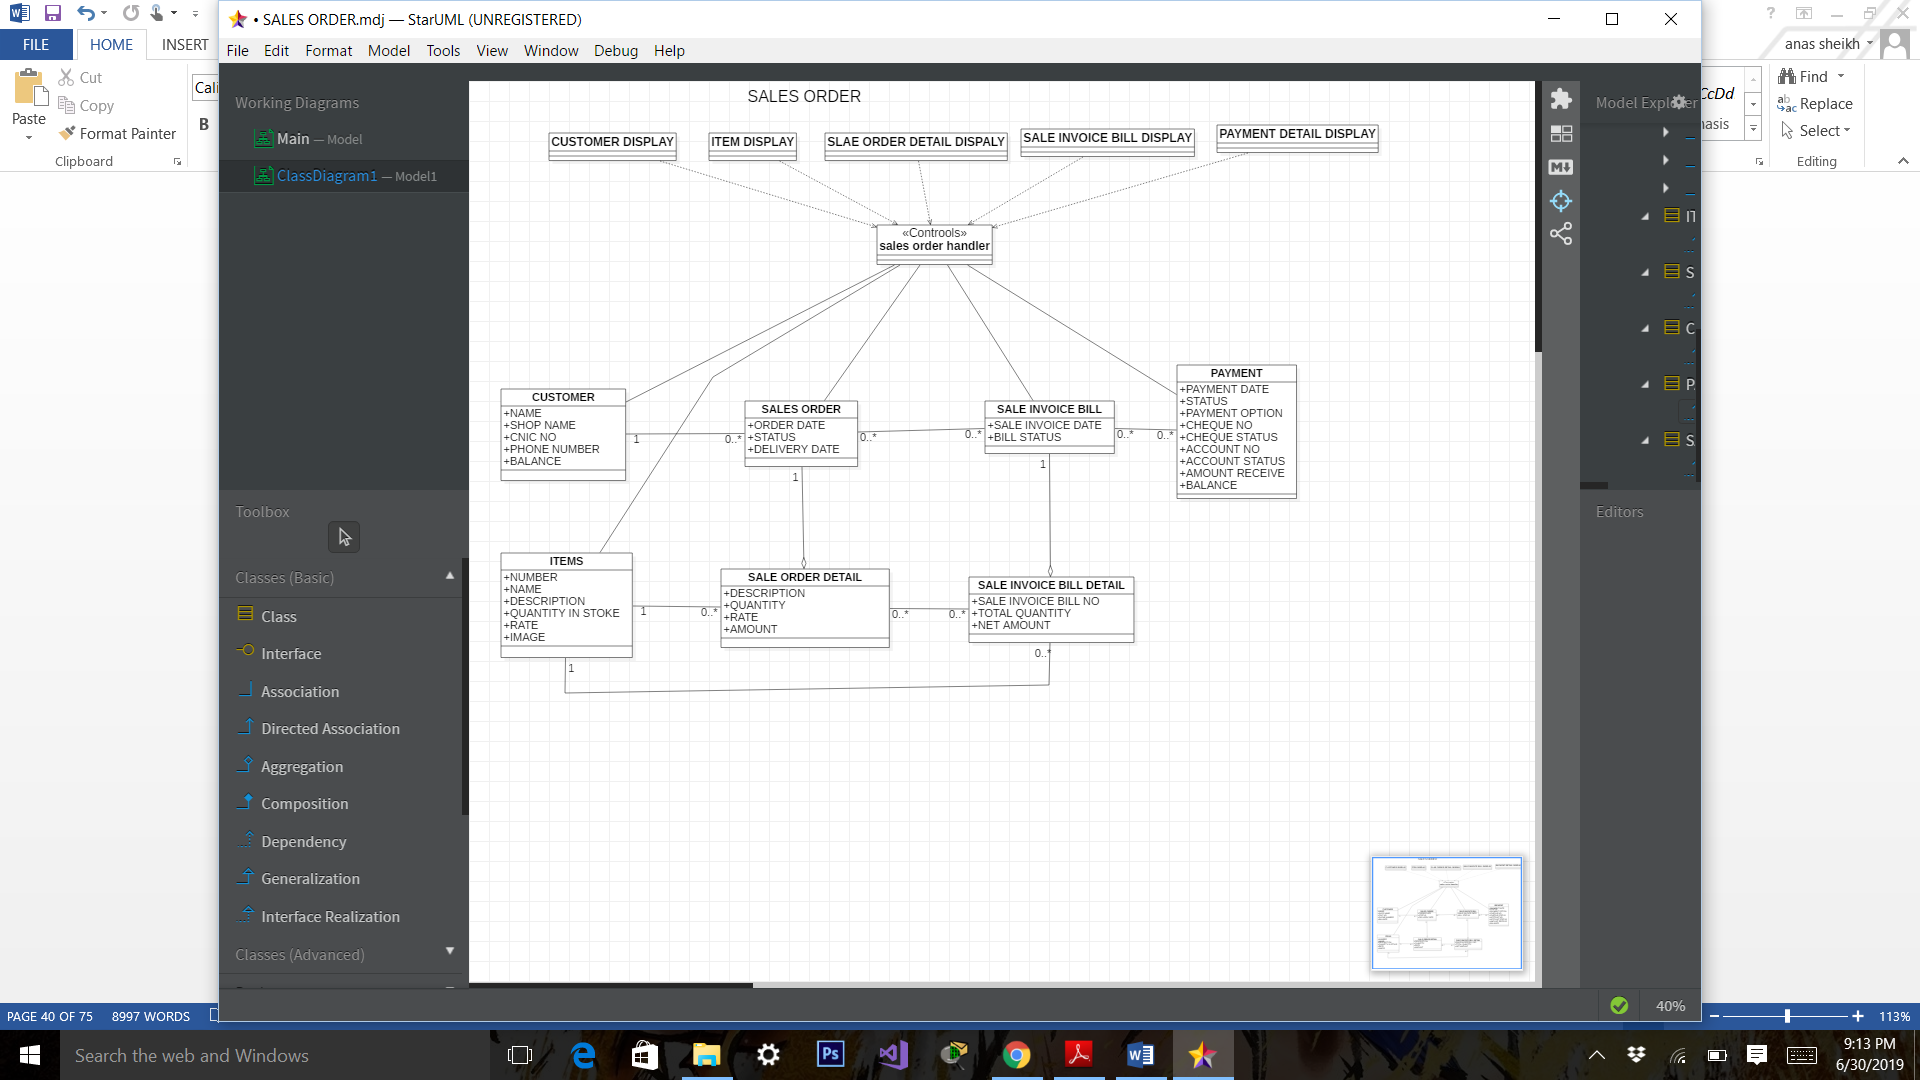 FILE
HOME
INSERT
Paste
Cut
Copy
Format Painter
Clipboard
Cali
B
• SALES ORDER.mdj — StarUML (UNREGISTERED)
File Edit Format Model Tools View Window Debug Help
anas sheikh
CcDd
Find
Replace
Select
Editing
Working Diagrams
Main — Model
ClassDiagram1 — Model1
Toolbox
Classes (Basic)
Class
Interface
Association
Directed Association
Aggregation
Composition
Dependency
Generalization
Interface Realization
Classes (Advanced)
SALES ORDER
CUSTOMER DISPLAY
ITEM DISPLAY
SLAE ORDER DETAIL DISPALY
SALE INVOICE BILL DISPLAY
PAYMENT DETAIL DISPLAY
«Controols»
sales order handler
CUSTOMER
+NAME
+SHOP NAME
+CNIC NO
+PHONE NUMBER
+BALANCE
1
0..*
SALES ORDER
+ORDER DATE
+STATUS
+DELIVERY DATE
0..*
0..*
1
SALE INVOICE BILL
+SALE INVOICE DATE
+BILL STATUS
0..*
0..*
1
PAYMENT
+PAYMENT DATE
+STATUS
+PAYMENT OPTION
+CHEQUE NO
+CHEQUE STATUS
+ACCOUNT NO
+ACCOUNT STATUS
+AMOUNT RECEIVE
+BALANCE
ITEMS
+NUMBER
+NAME
+DESCRIPTION
+QUANTITY IN STOKE
+RATE
+IMAGE
1
0..*
1
SALE ORDER DETAIL
+DESCRIPTION
+QUANTITY
+RATE
+AMOUNT
0..*
0..*
SALE INVOICE BILL DETAIL
+SALE INVOICE BILL NO
+TOTAL QUANTITY
+NET AMOUNT
0..*
Model Explorer
IT
S
C
P
S
Editors
40%
PAGE 40 OF 75 8997 WORDS
113%
Search the web and Windows
9:13 PM
6/30/2019